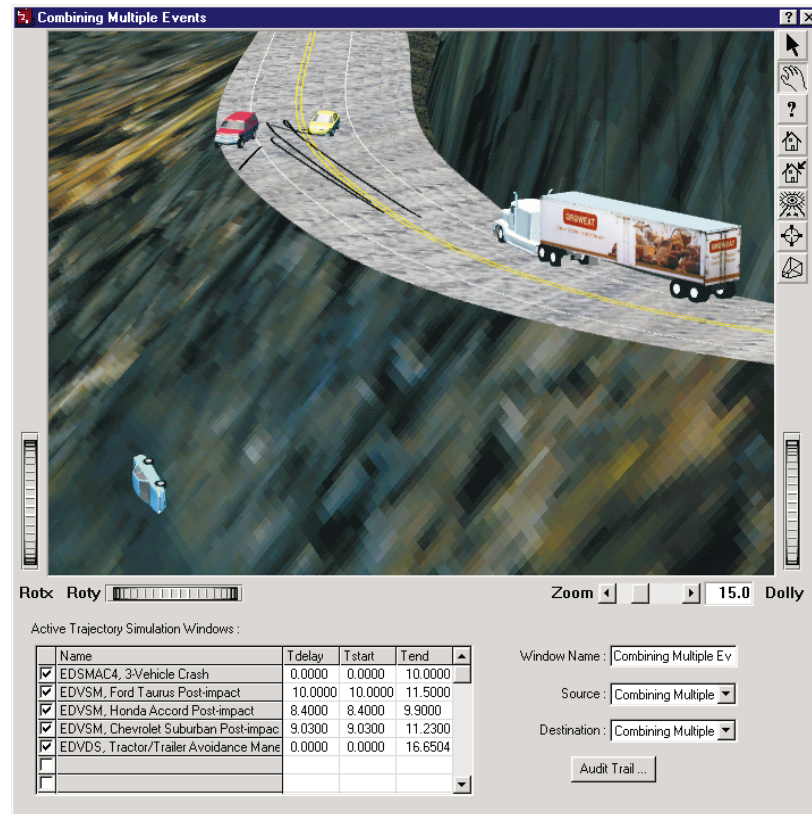 Combining Multiple Events
?
GROWEAT
GROWEAT
Rotx Roty Zoom 15.0 Dolly
Active Trajectory Simulation Windows :
Name Tdelay Tstart Tend
EDSMAC4, 3-Vehicle Crash 0.0000 0.0000 10.0000
EDVSM, Ford Taurus Post-impact 10.0000 10.0000 11.5000
EDVSM, Honda Accord Post-impact 8.4000 8.4000 9.9000
EDVSM, Chevrolet Suburban Post-impac 9.0300 9.0300 11.2300
EDVDS, Tractor/Trailer Avoidance Mane 0.0000 0.0000 16.6504
Window Name : Combining Multiple Ev
Source : Combining Multiple
Destination : Combining Multiple
Audit Trail ...